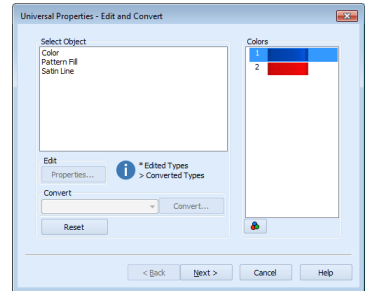 Universal Properties - Edit and Convert
Select Object
Color
Pattern Fill
Satin Line
Edit
Properties...
* Edited Types
> Converted Types
Convert
Convert...
Reset
Colors
1
2
< Back
Next >
Cancel
Help